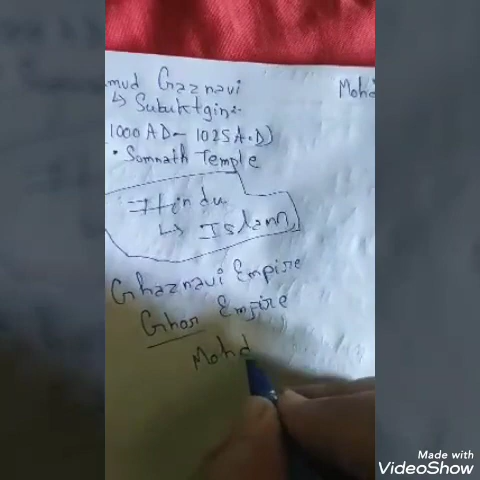 mud Gaznavi
Mohd
↳ Subuktgin:-
1000 AD - 1025 A.D)
• Somnath Temple
Hindu
↳ Islam,
Ghaznavi Empire
Ghor Empire
Mohd
Made with
VideoShow